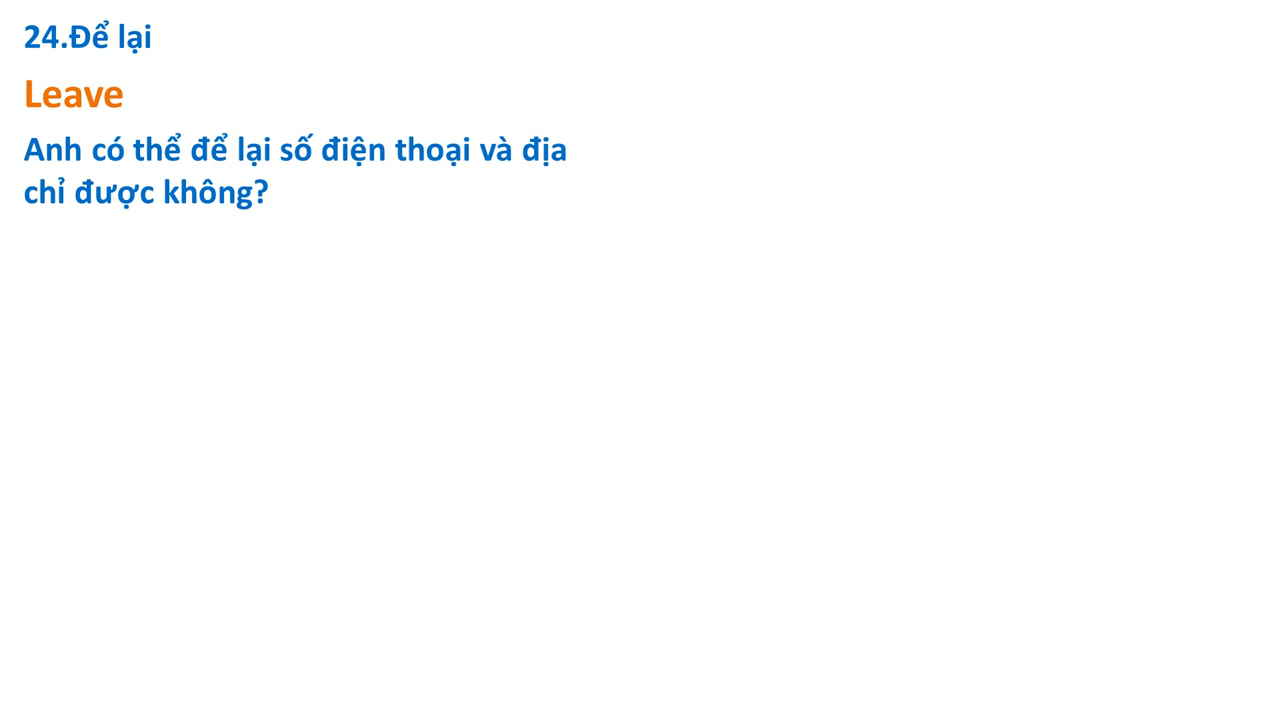 24.Để lại
Leave
Anh có thể để lại số điện thoại và địa
chỉ được không?